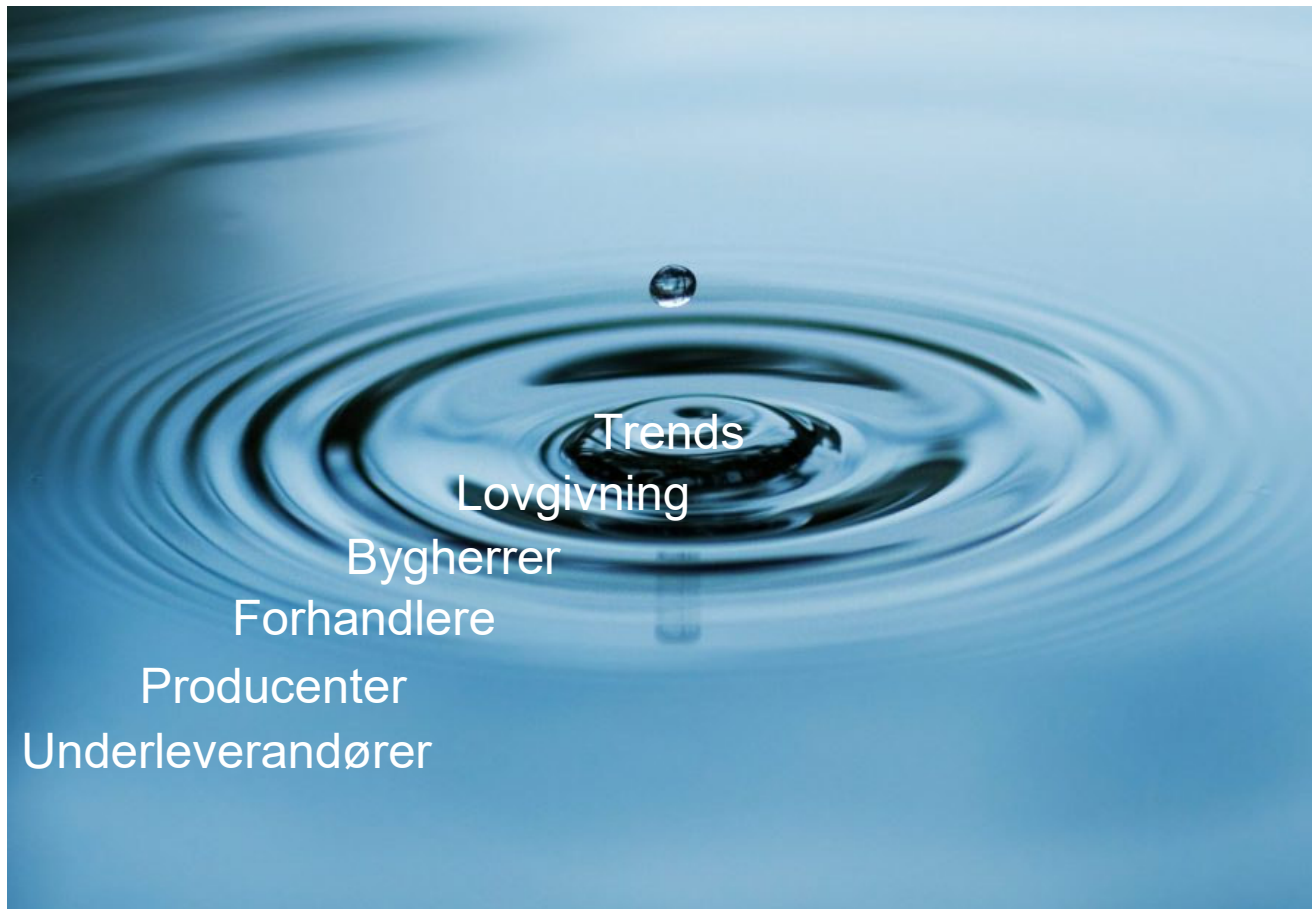 Trends
Lovgivning
Bygherrer
Forhandlere
Producenter
Underleverandører